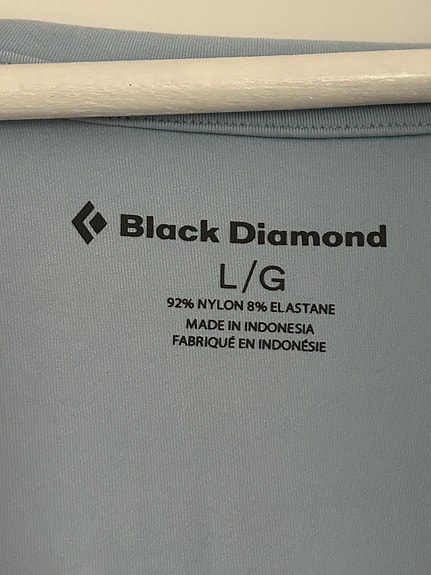 Black Diamond
L/G
92% NYLON 8% ELASTANE
MADE IN INDONESIA
FABRIQUÉ EN INDONÉSIE